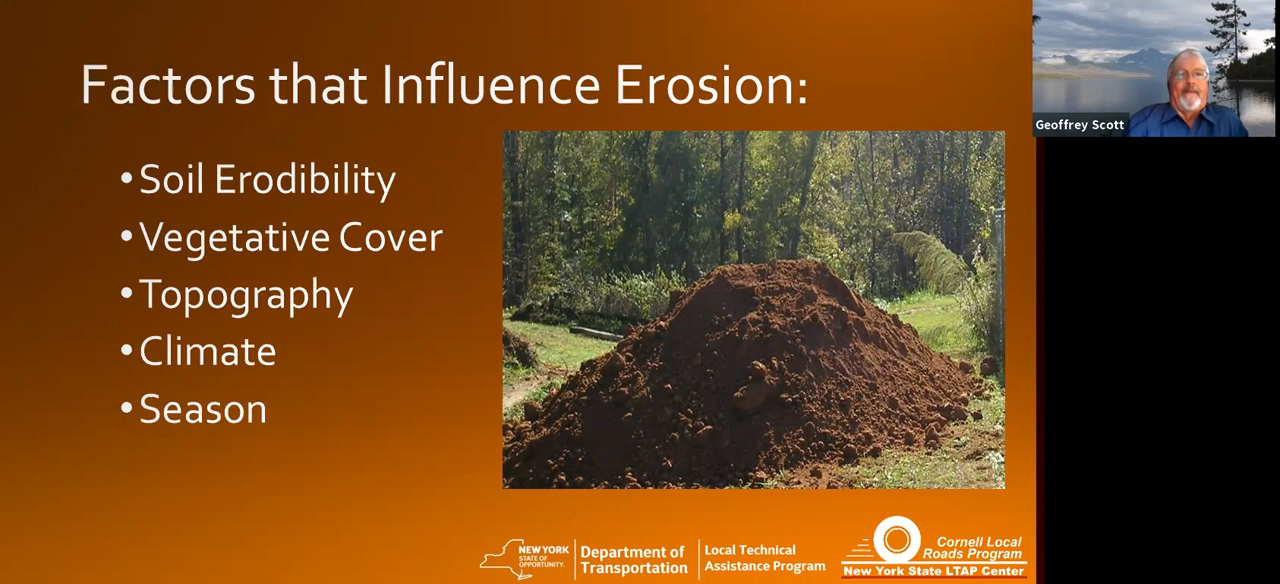 Factors that Influence Erosion:
• Soil Erodibility
• Vegetative Cover
• Topography
• Climate
• Season
Geoffrey Scott
NEW YORK
STATE OF
OPPORTUNITY.
Department of
Transportation
Local Technical
Assistance Program
Cornell Local
Roads Program
New York State LTAP Center